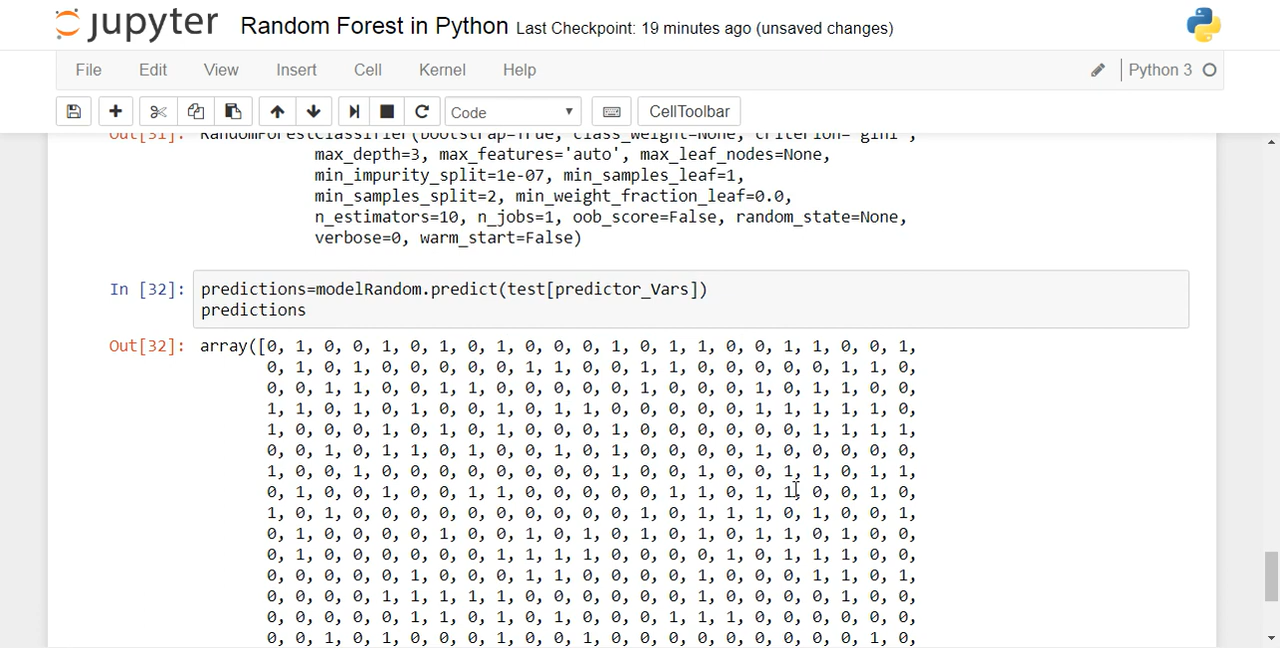 jupyter Random Forest in Python Last Checkpoint: 19 minutes ago (unsaved changes)
File Edit View Insert Cell Kernel Help Python 3
Code CellToolbar
Out[31]: RandomForestClassifier(bootstrap=True, class_weight=None, criterion='gini',
max_depth=3, max_features='auto', max_leaf_nodes=None,
min_impurity_split=1e-07, min_samples_leaf=1,
min_samples_split=2, min_weight_fraction_leaf=0.0,
n_estimators=10, n_jobs=1, oob_score=False, random_state=None,
verbose=0, warm_start=False)
In [32]: predictions=modelRandom.predict(test[predictor_Vars])
predictions
Out[32]: array([0, 1, 0, 0, 1, 0, 1, 0, 1, 0, 0, 0, 1, 0, 1, 1, 0, 0, 1, 1, 0, 0, 1,
0, 1, 0, 1, 0, 0, 0, 0, 0, 1, 1, 0, 0, 1, 1, 0, 0, 0, 0, 0, 1, 1, 0,
0, 0, 1, 1, 0, 0, 1, 1, 0, 0, 0, 0, 0, 1, 0, 0, 0, 1, 0, 1, 1, 0, 0,
1, 1, 0, 1, 0, 1, 0, 0, 1, 0, 1, 1, 0, 0, 0, 0, 0, 1, 1, 1, 1, 1, 0,
1, 0, 0, 0, 1, 0, 1, 0, 1, 0, 0, 0, 1, 0, 0, 0, 0, 0, 0, 1, 1, 1, 1,
0, 0, 1, 0, 1, 1, 0, 1, 0, 0, 1, 0, 1, 0, 0, 0, 0, 1, 0, 0, 0, 0, 0,
1, 0, 0, 1, 0, 0, 0, 0, 0, 0, 0, 0, 1, 0, 0, 1, 0, 0, 1, 1, 0, 1, 1,
0, 1, 0, 0, 1, 0, 0, 1, 1, 0, 0, 0, 0, 0, 1, 1, 0, 1, 1, 0, 0, 1, 0,
1, 0, 1, 0, 0, 0, 0, 0, 0, 0, 0, 0, 0, 1, 0, 1, 1, 1, 0, 1, 0, 0, 1,
0, 1, 0, 0, 0, 0, 1, 0, 0, 1, 0, 1, 0, 0, 1, 0, 1, 1, 1, 0, 1, 0, 0,
0, 1, 0, 0, 0, 0, 0, 0, 1, 1, 1, 1, 0, 0, 0, 0, 1, 0, 1, 1, 1, 0, 0,
0, 0, 0, 0, 0, 1, 0, 0, 0, 1, 1, 0, 0, 0, 0, 1, 0, 0, 0, 1, 1, 0, 1,
0, 0, 0, 0, 1, 1, 1, 1, 1, 0, 0, 0, 0, 0, 0, 1, 0, 0, 0, 0, 1, 0, 0,
0, 0, 0, 0, 0, 1, 1, 0, 1, 0, 1, 0, 0, 0, 1, 1, 1, 0, 0, 0, 0, 0, 0,
0, 0, 1, 0, 1, 0, 0, 0, 1, 0, 0, 1, 0, 0, 0, 0, 0, 0, 0, 0, 0, 1, 0,